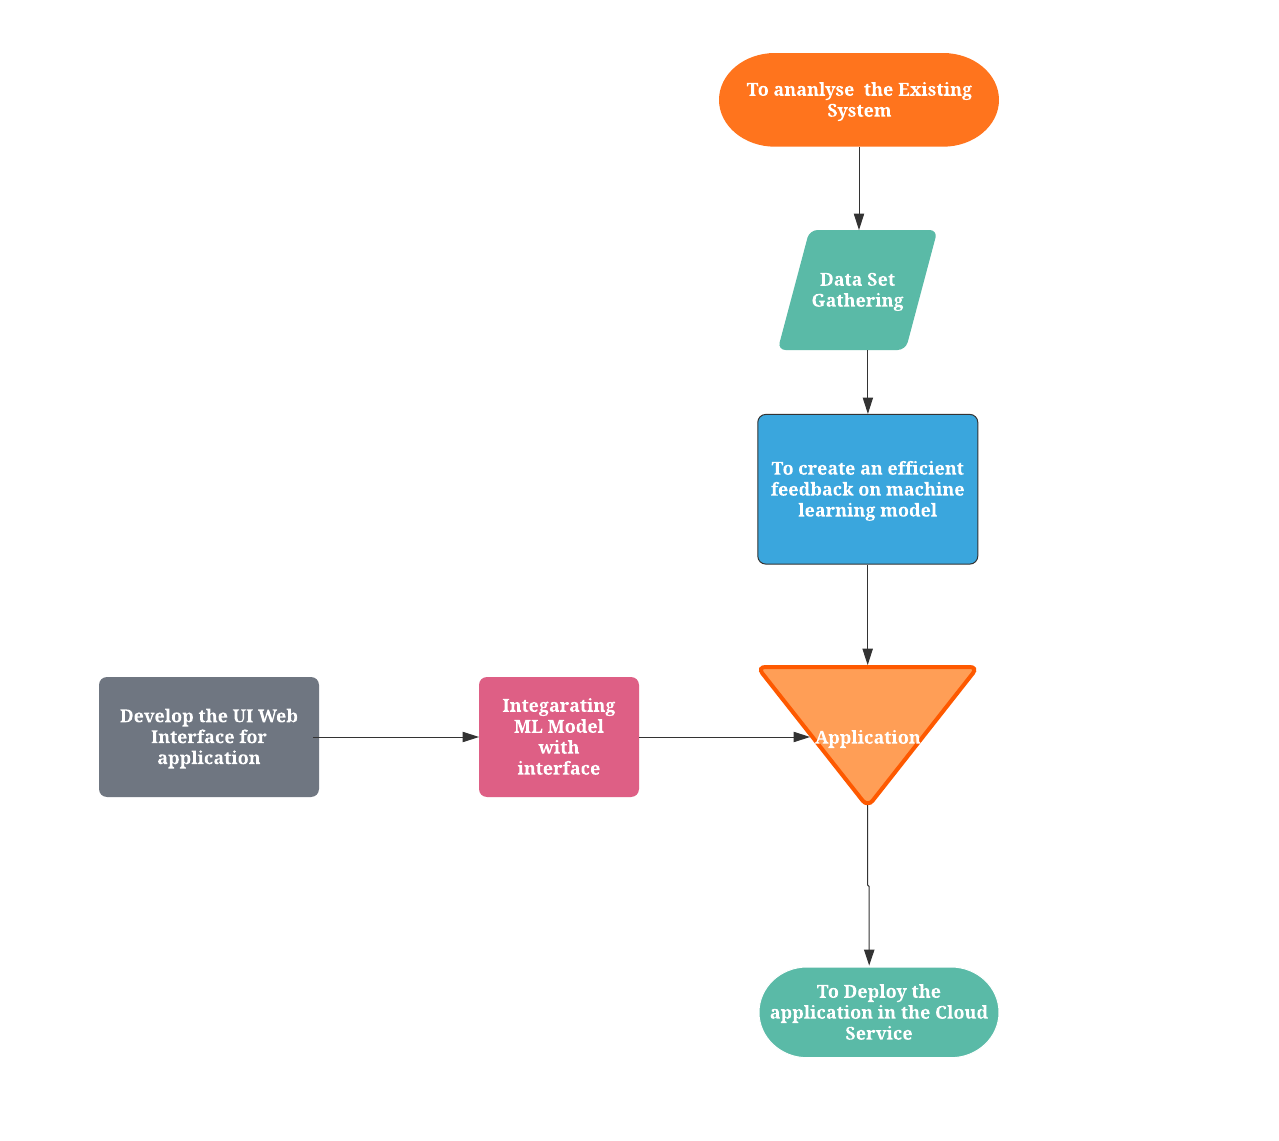 To ananlyse  the Existing
System
Data Set
Gathering
To create an efficient
feedback on machine
learning model
Develop the UI Web
Interface for
application
Integarating
ML Model
with
interface
Application
To Deploy the
application in the Cloud
Service